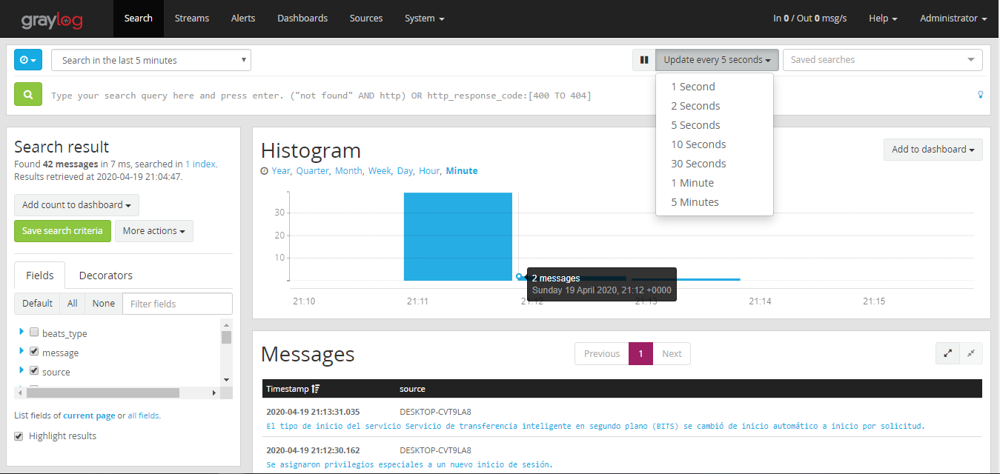 graylog Search Streams Alerts Dashboards Sources System In 0 / Out 0 msg/s Help Administrator
Search in the last 5 minutes Update every 5 seconds Saved searches
Type your search query here and press enter. ("not found" AND http) OR http_response_code:[400 TO 404]
1 Second
2 Seconds
5 Seconds
10 Seconds
30 Seconds
1 Minute
5 Minutes
Search result
Found 42 messages in 7 ms, searched in 1 index.
Results retrieved at 2020-04-19 21:04:47.
Add count to dashboard
Save search criteria More actions
Fields Decorators
Default All None Filter fields
beats_type
message
source
List fields of current page or all fields.
Highlight results
Histogram
Add to dashboard
Year, Quarter, Month, Week, Day, Hour, Minute
30
20
10
2 messages
Sunday 19 April 2020, 21:12 +0000
21:10 21:11 21:12 21:13 21:14 21:15
Messages
Previous 1 Next
Timestamp source
2020-04-19 21:13:31.035 DESKTOP-CVT9LA8
El tipo de inicio del servicio Servicio de transferencia inteligente en segundo plano (BITS) se cambió de inicio automático a inicio por solicitud.
2020-04-19 21:12:30.162 DESKTOP-CVT9LA8
Se asignaron privilegios especiales a un nuevo inicio de sesión.